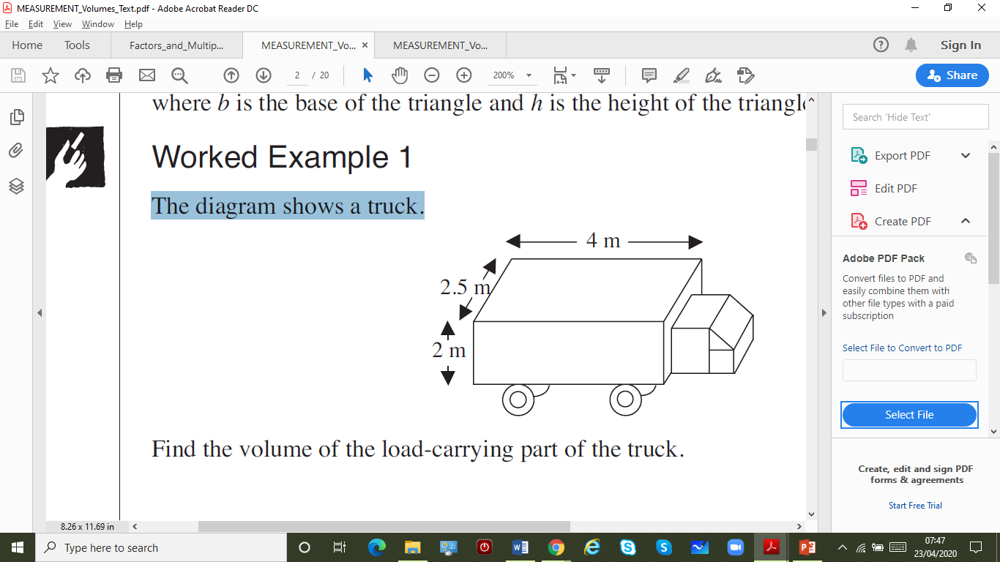 MEASUREMENT_Volumes_Text.pdf - Adobe Acrobat Reader DC
File Edit View Window Help
Home Tools Factors_and_Multip... MEASUREMENT_Vo... × MEASUREMENT_Vo... ? Sign In
2 / 20 200% Share
where b is the base of the triangle and h is the height of the triangle
Worked Example 1
The diagram shows a truck.
4 m
2.5 m
2 m
Find the volume of the load-carrying part of the truck.
8.26 x 11.69 in
Search 'Hide Text'
Export PDF
Edit PDF
Create PDF
Adobe PDF Pack
Convert files to PDF and
easily combine them with
other file types with a paid
subscription
Select File to Convert to PDF
Select File
Create, edit and sign PDF
forms & agreements
Start Free Trial
Type here to search
07:47
23/04/2020